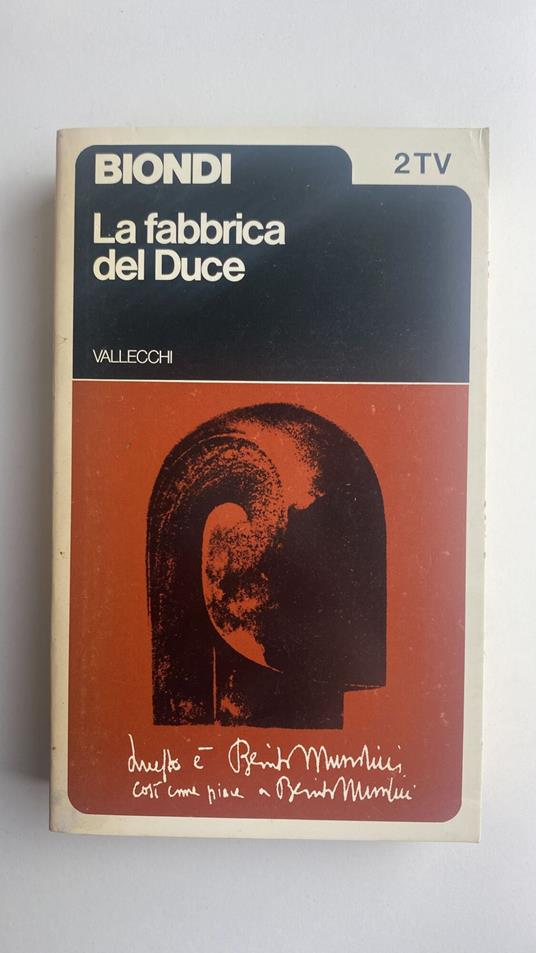 BIONDI
2TV
La fabbrica
del Duce
VALLECCHI
Questo è Benito Mussolini
così come piace a Benito Mussolini